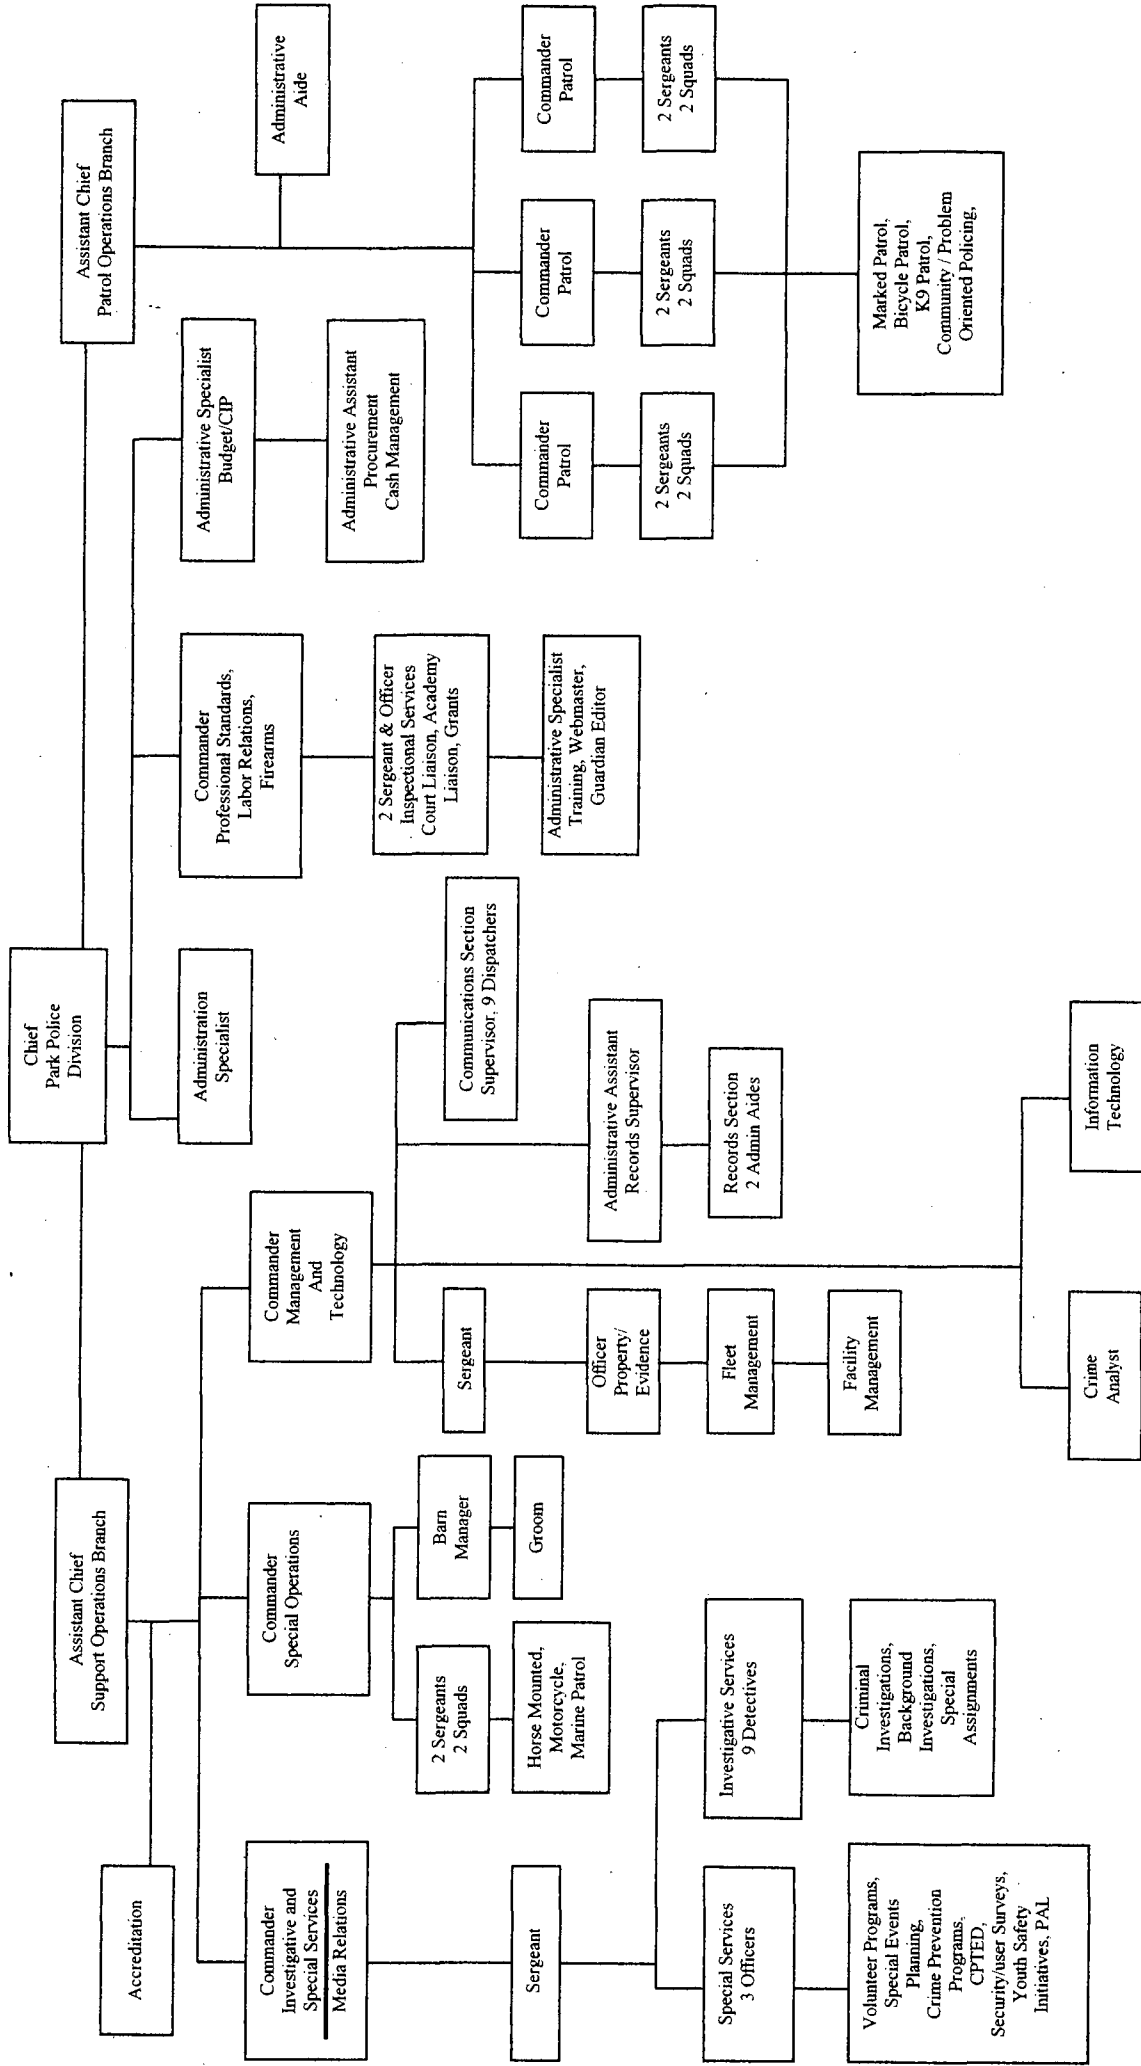 Chief
Park Police
Division
Assistant Chief
Support Operations Branch
Assistant Chief
Patrol Operations Branch
Accreditation
Administration
Specialist
Commander
Professional Standards,
Labor Relations,
Firearms
Administrative Specialist
Budget/CIP
Administrative
Aide
Commander
Investigative and
Special Services
Media Relations
Commander
Special Operations
Commander
Management
And
Technology
2 Sergeant & Officer
Inspectional Services
Court Liaison, Academy
Liaison, Grants
Administrative Assistant
Procurement
Cash Management
2 Sergeants
2 Squads
Barn
Manager
Sergeant
Communications Section
Supervisor, 9 Dispatchers
Administrative Specialist
Training, Webmaster,
Guardian Editor
Commander
Patrol
Commander
Patrol
Commander
Patrol
Sergeant
Horse Mounted,
Motorcycle,
Marine Patrol
Groom
Officer
Property/
Evidence
Administrative Assistant
Records Supervisor
2 Sergeants
2 Squads
2 Sergeants
2 Squads
2 Sergeants
2 Squads
Special Services
3 Officers
Investigative Services
9 Detectives
Fleet
Management
Records Section
2 Admin Aides
Volunteer Programs,
Special Events
Planning,
Crime Prevention
Programs,
CPTED,
Security/user Surveys,
Youth Safety
Initiatives, PAL
Criminal
Investigations,
Background
Investigations,
Special
Assignments
Facility
Management
Marked Patrol,
Bicycle Patrol,
K9 Patrol,
Community / Problem
Oriented Policing,
Crime
Analyst
Information
Technology